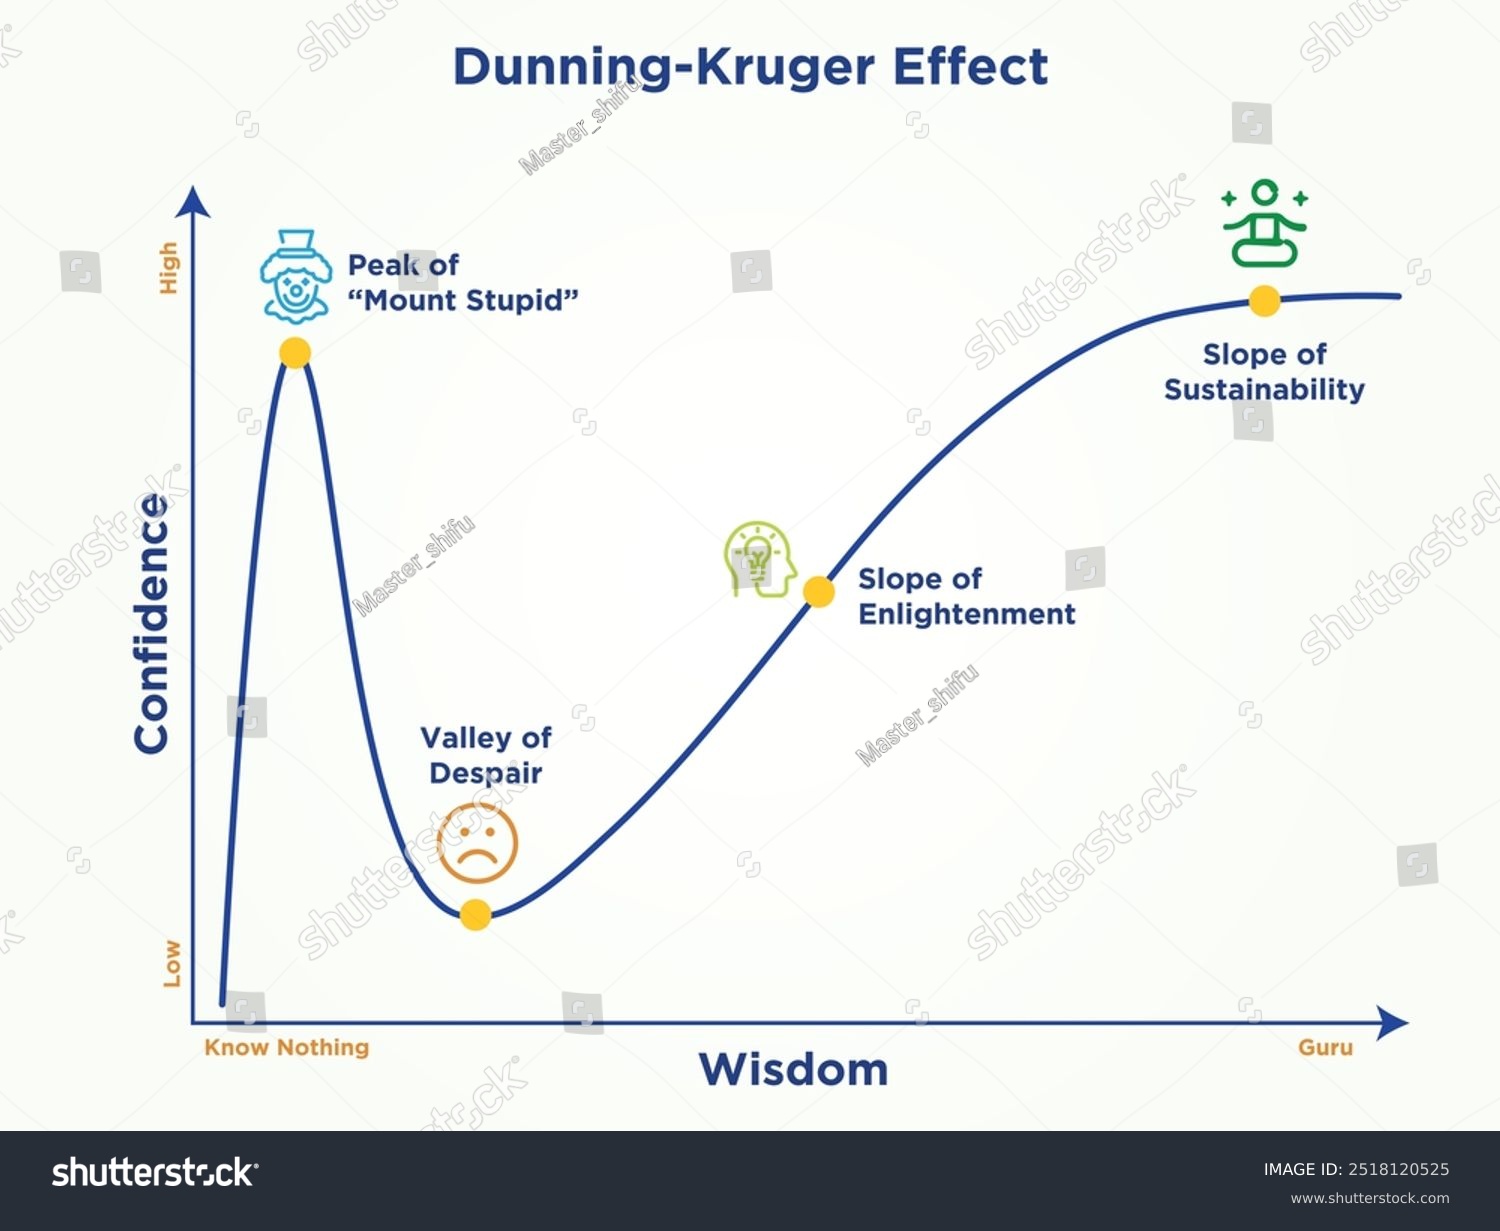 Dunning-Kruger Effect
High
Peak of
“Mount Stupid”
Slope of
Sustainability
Confidence
Slope of
Enlightenment
Valley of
Despair
Low
Know Nothing
Wisdom
Guru
Master_shifu
Master_shifu
Master_shifu
shutterstock
shutterstock
shutterstock
shutterstock
shutterstock
shutterstock
IMAGE ID: 2518120525
www.shutterstock.com